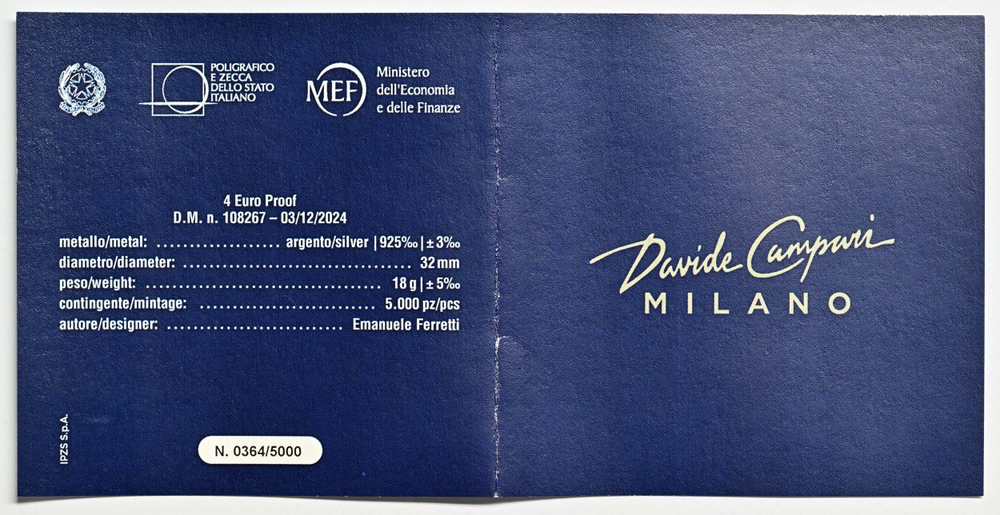 POLIGRAFICO
E ZECCA
DELLO STATO
ITALIANO
MEF
Ministero
dell'Economia
e delle Finanze
4 Euro Proof
D.M. n. 108267 – 03/12/2024
metallo/metal: .................... argento/silver | 925‰ | ± 3‰
diametro/diameter: ...................................... 32 mm
peso/weight: ........................................ 18 g | ± 5‰
contingente/mintage: .............................. 5.000 pz/pcs
autore/designer: .............................. Emanuele Ferretti
IPZS S.p.A.
N. 0364/5000
Davide Campari
MILANO